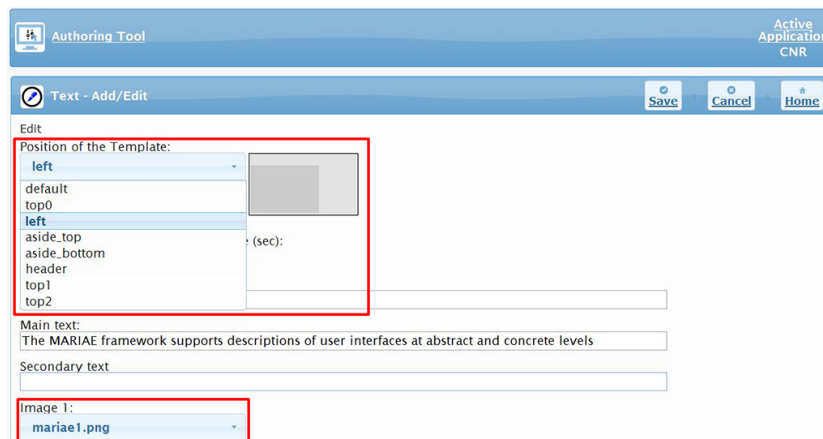 Authoring Tool
Active
Application
CNR
Text - Add/Edit
Save
Cancel
Home
Edit
Position of the Template:
left
default
top0
left
aside_top
aside_bottom
(sec):
header
top1
top2
Main text:
The MARIAE framework supports descriptions of user interfaces at abstract and concrete levels
Secondary text
Image 1:
mariae1.png